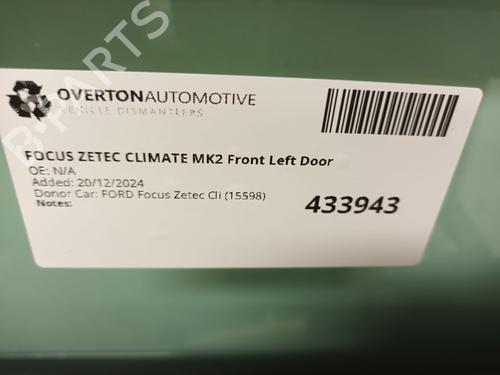 B-PARTS
OVERTONAUTOMOTIVE
VEHICLE DISMANTLERS
FOCUS ZETEC CLIMATE MK2 Front Left Door
OE: N/A
Added: 20/12/2024
Donor Car: FORD Focus Zetec Cli (15598)
Notes:
433943